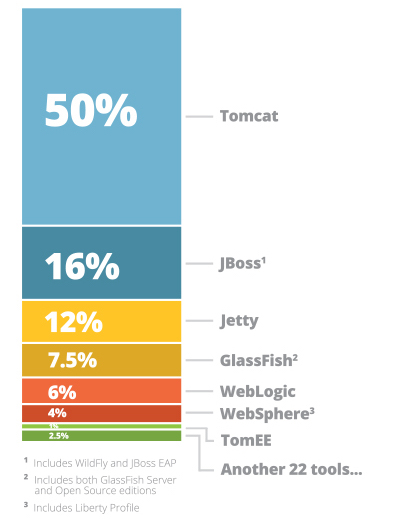 50% Tomcat
16% JBoss¹
12% Jetty
7.5% GlassFish²
6% WebLogic
4% WebSphere³
1% TomEE
2.5% Another 22 tools...
¹ Includes WildFly and JBoss EAP
² Includes both GlassFish Server
and Open Source editions
³ Includes Liberty Profile